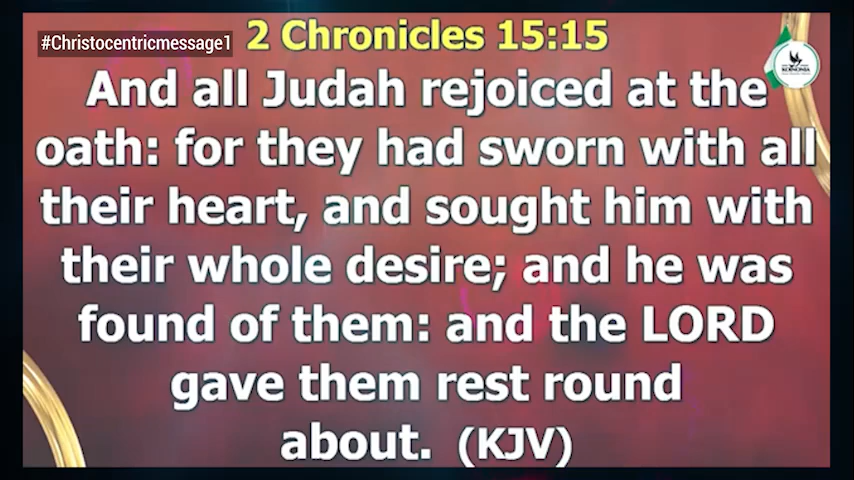 #Christocentricmessage1
2 Chronicles 15:15
KOINONIA
And all Judah rejoiced at the
oath: for they had sworn with all
their heart, and sought him with
their whole desire; and he was
found of them: and the LORD
gave them rest round
about. (KJV)